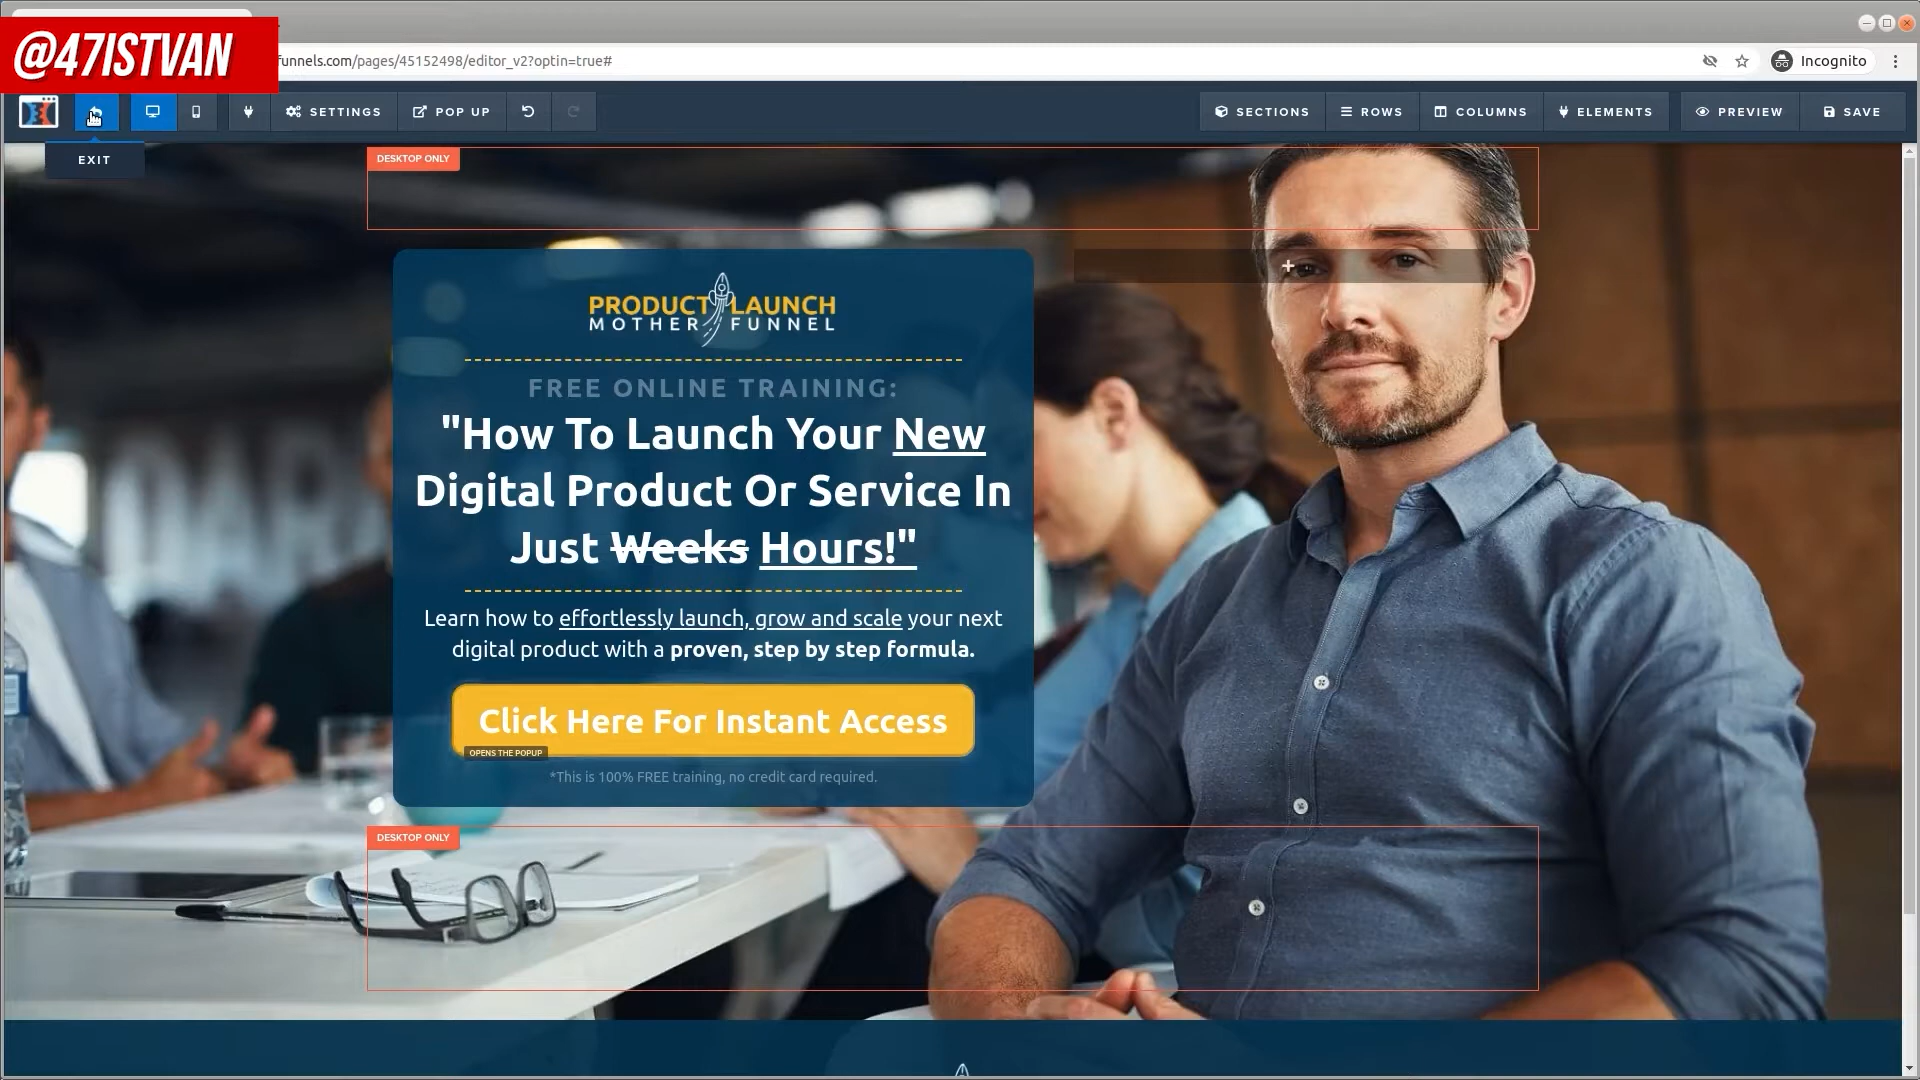 @47ISTVAN
funnels.com/pages/45152498/editor_v2?optin=true#
Incognito
SETTINGS
POP UP
SECTIONS
ROWS
COLUMNS
ELEMENTS
PREVIEW
SAVE
EXIT
DESKTOP ONLY
PRODUCT LAUNCH
MOTHER FUNNEL
FREE ONLINE TRAINING:
"How To Launch Your New
Digital Product Or Service In
Just Weeks Hours!"
Learn how to effortlessly launch, grow and scale your next
digital product with a proven, step by step formula.
Click Here For Instant Access
OPENS THE POPUP
*This is 100% FREE training, no credit card required.
DESKTOP ONLY